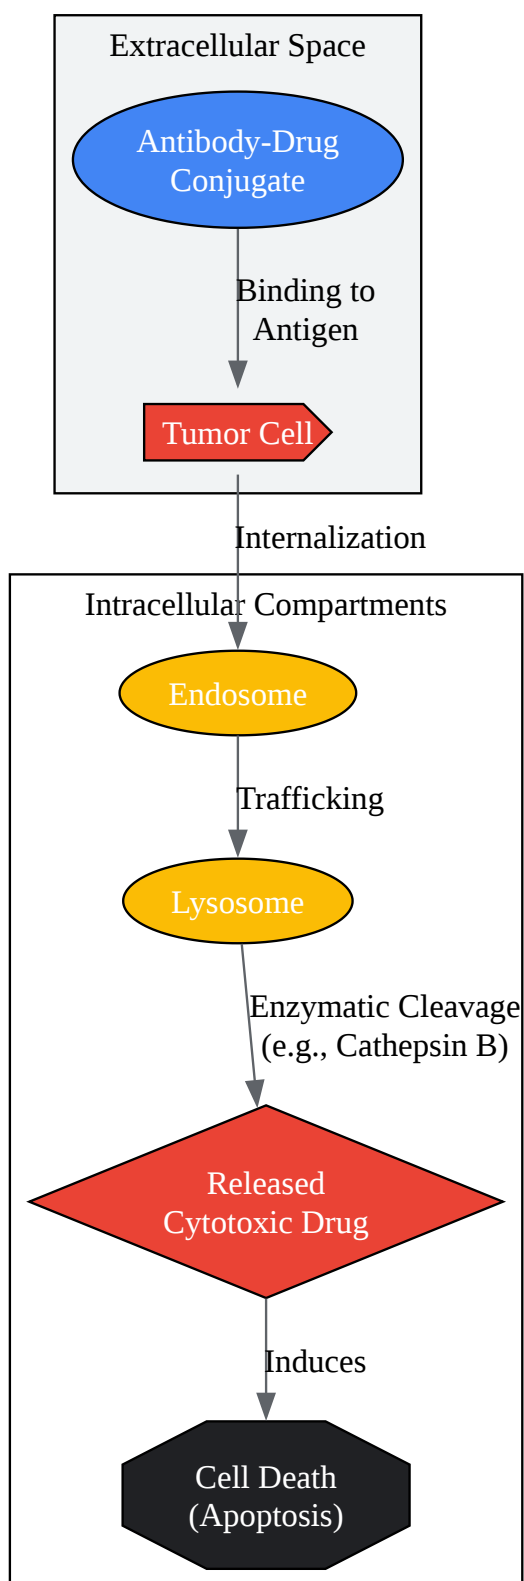 Extracellular Space
Antibody-Drug
Conjugate
Binding to
Antigen
Tumor Cell
Internalization
Intracellular Compartments
Endosome
Trafficking
Lysosome
Enzymatic Cleavage
(e.g., Cathepsin B)
Released
Cytotoxic Drug
Induces
Cell Death
(Apoptosis)